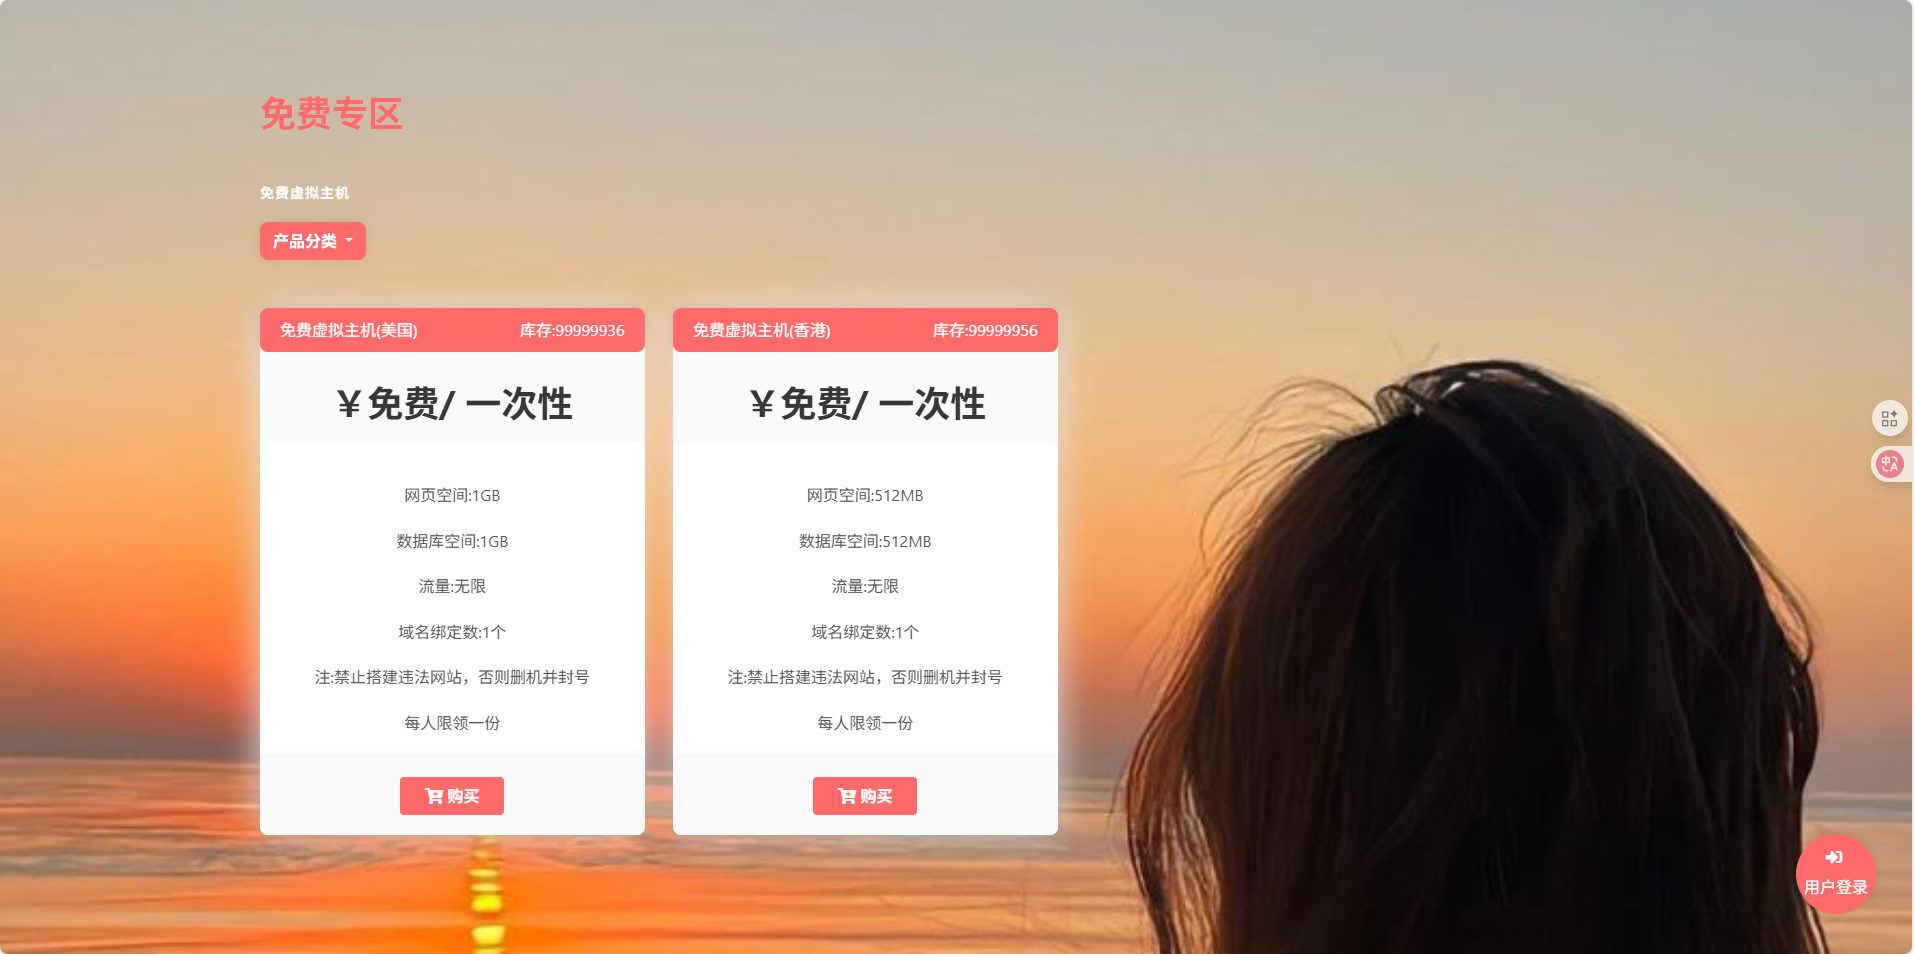 免费专区
免费虚拟主机
产品分类
免费虚拟主机(美国) 库存:99999936
￥免费/ 一次性
网页空间:1GB
数据库空间:1GB
流量:无限
域名绑定数:1个
注:禁止搭建违法网站，否则删机并封号
每人限领一份
购买
免费虚拟主机(香港) 库存:99999956
￥免费/ 一次性
网页空间:512MB
数据库空间:512MB
流量:无限
域名绑定数:1个
注:禁止搭建违法网站，否则删机并封号
每人限领一份
购买
中A
用户登录